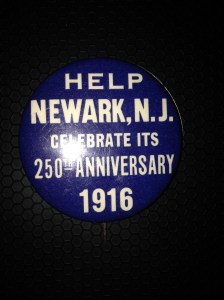 HELP
NEWARK, N.J.
CELEBRATE ITS
250TH ANNIVERSARY
1916